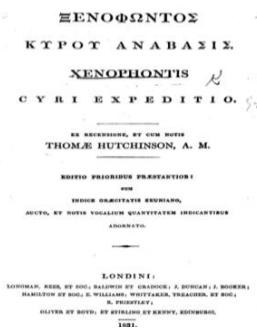 ΞΕΝΟΦΩΝΤΟΣ
ΚΥΡΟΥ ΑΝΑΒΑΣΙΣ.
XENOPHONTIS
CYRI EXPEDITIO.
EX RECENSIONE, ET CUM NOTIS
THOMÆ HUTCHINSON, A. M.
EDITIO PRIORIBUS PRÆSTANTIOR:
CUM
INDICE GRÆCITATIS ZEUNIANO,
AUCTO, ET NOTIS VOCALIUM QUANTITATEM INDICANTIBUS
ADORNATO.
LONDINI:
LONGMAN, REES, ET SOC; BALDWIN ET CRADOCK; J. DUNCAN; J. BOOKER;
HAMILTON ET SOC; E. WILLIAMS; WHITTAKER, TREACHER, ET SOC;
R. PRIESTLEY;
OLIVER ET BOYD; ET STIRLING ET KENNY, EDINBURGI.
1831.